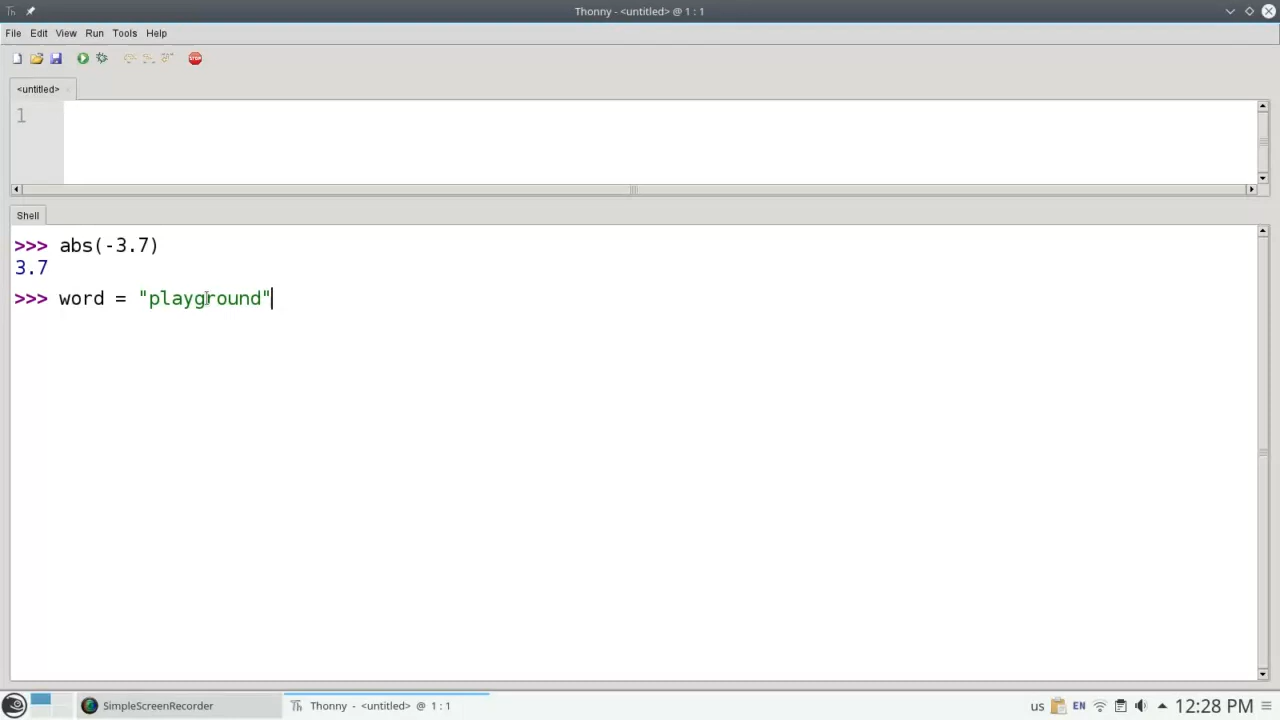 Thonny - <untitled> @ 1 : 1
File Edit View Run Tools Help
STOP
<untitled>
1
Shell
>>> abs(-3.7)
3.7
>>> word = "playground"
SimpleScreenRecorder
Thonny - <untitled> @ 1 : 1
us EN 12:28 PM